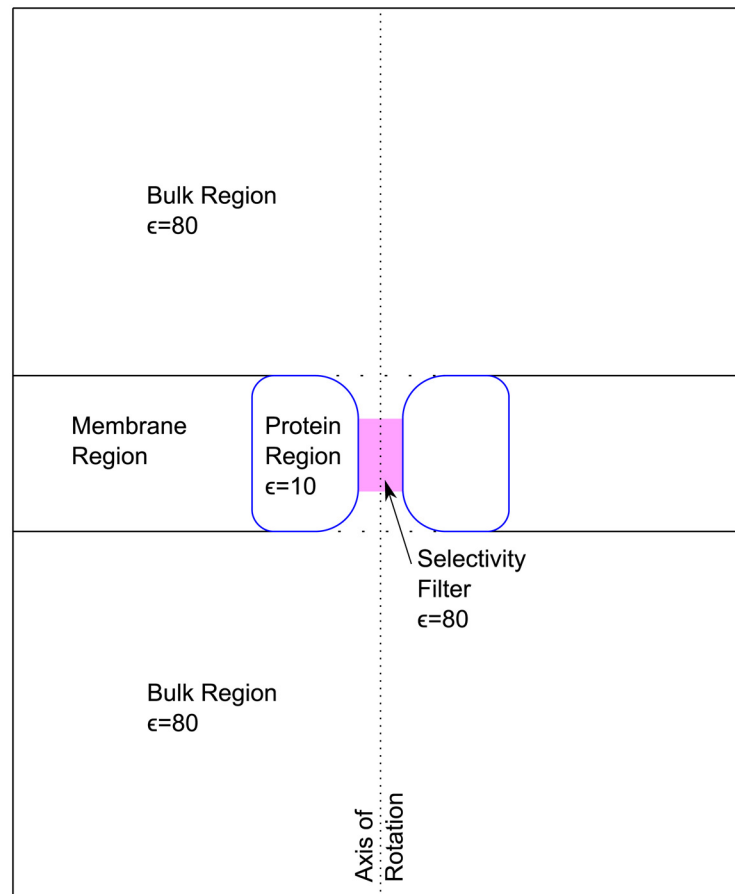 Bulk Region
ϵ=80
Membrane
Region
Protein
Region
ϵ=10
Selectivity
Filter
ϵ=80
Bulk Region
ϵ=80
Axis of
Rotation